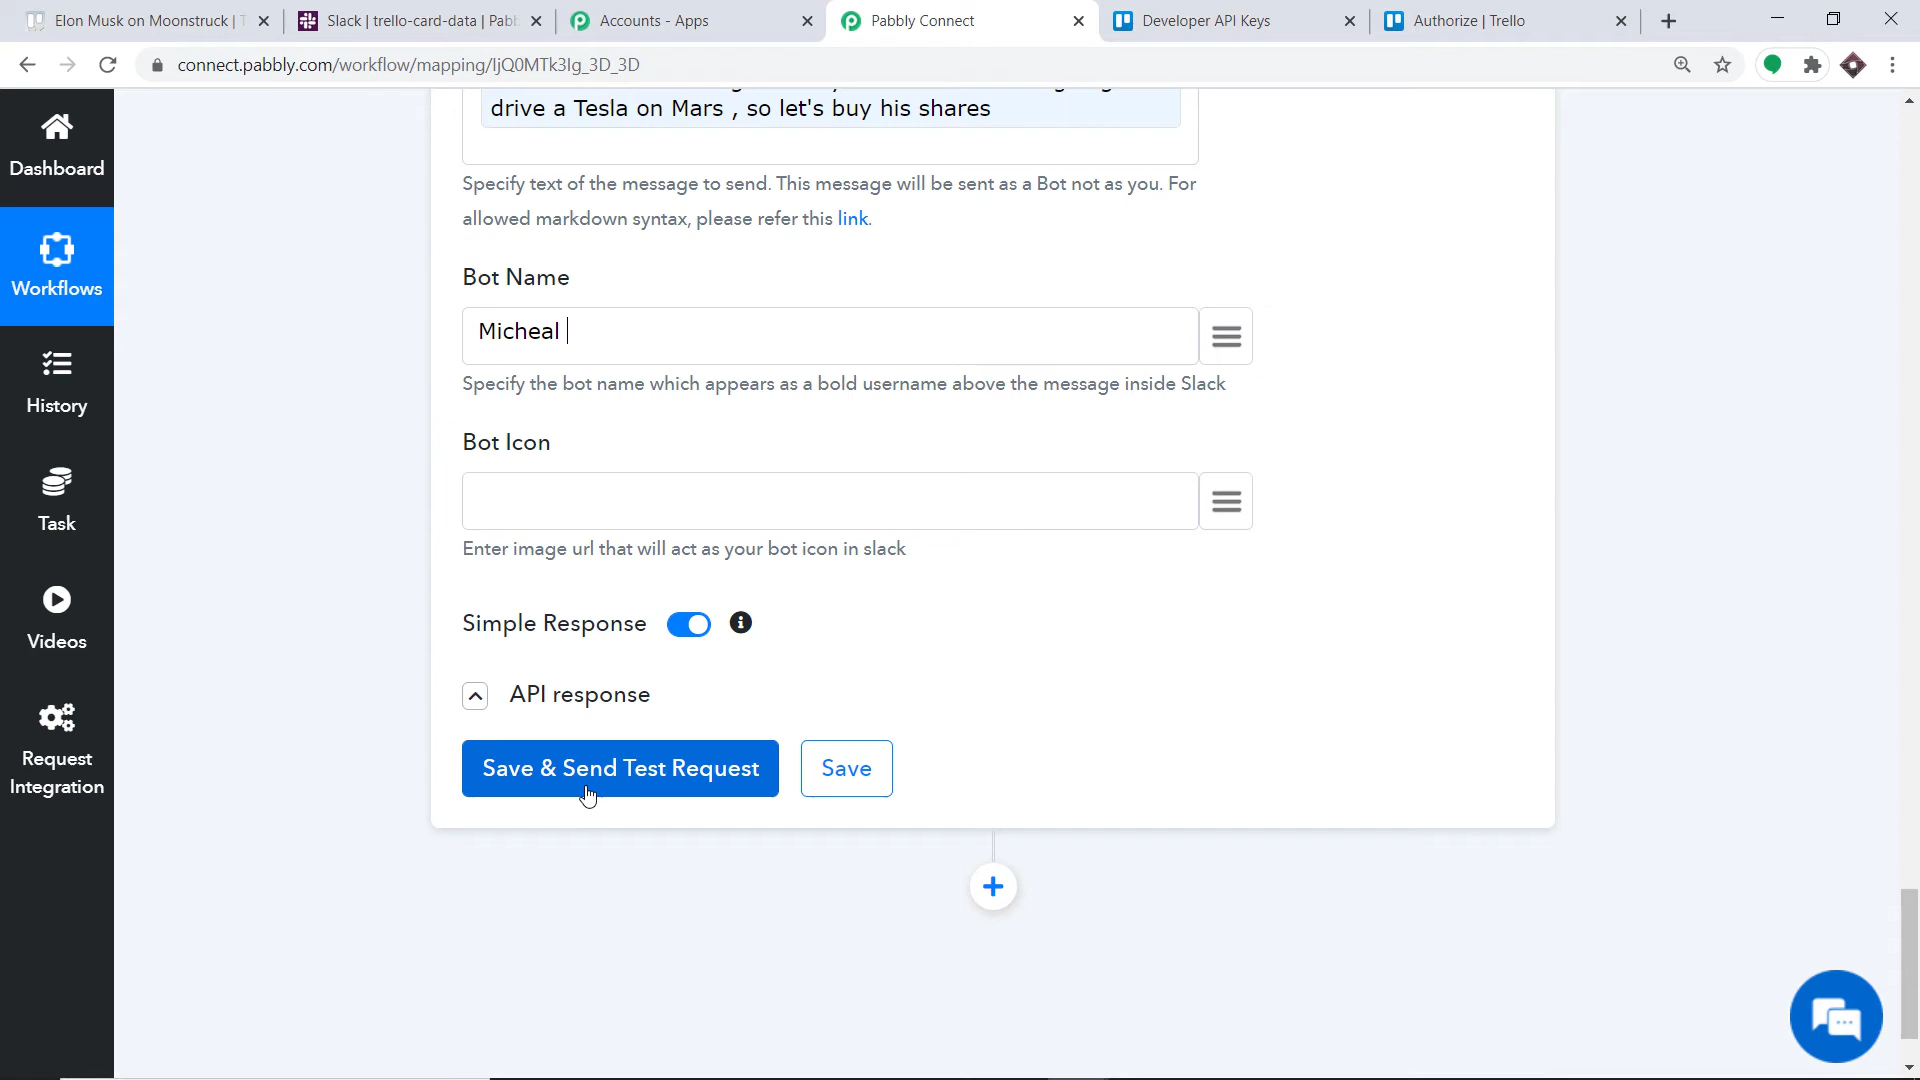 Elon Musk on Moonstruck | T
Slack | trello-card-data | Pabb
Accounts - Apps
Pabbly Connect
Developer API Keys
Authorize | Trello
connect.pabbly.com/workflow/mapping/IjQ0MTk3Ig_3D_3D
Dashboard
Workflows
History
Task
Videos
Request
Integration
drive a Tesla on Mars , so let's buy his shares
Specify text of the message to send. This message will be sent as a Bot not as you. For
allowed markdown syntax, please refer this link.
Bot Name
Micheal
Specify the bot name which appears as a bold username above the message inside Slack
Bot Icon
Enter image url that will act as your bot icon in slack
Simple Response
API response
Save & Send Test Request
Save